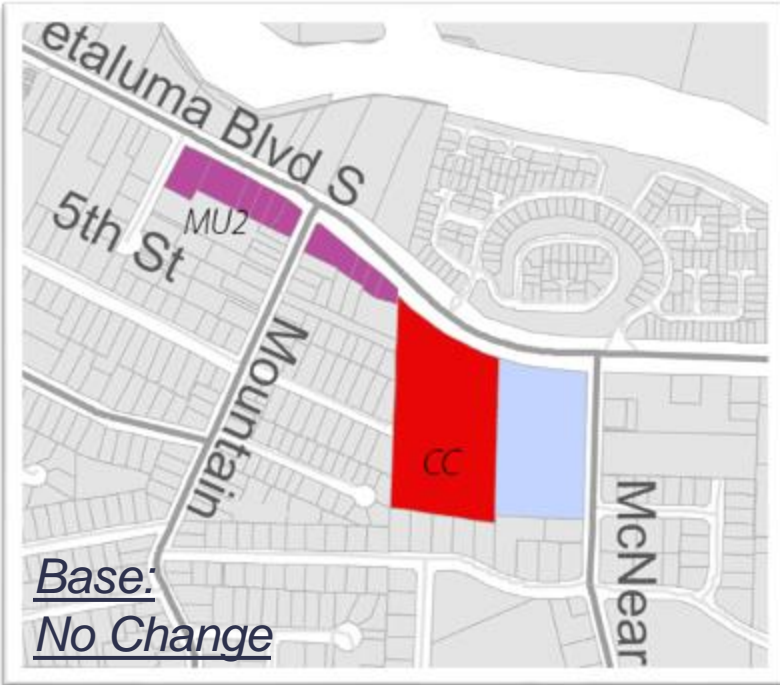 etaluma Blvd S
5th St
MU2
Mountain
CC
McNear
Base:
No Change